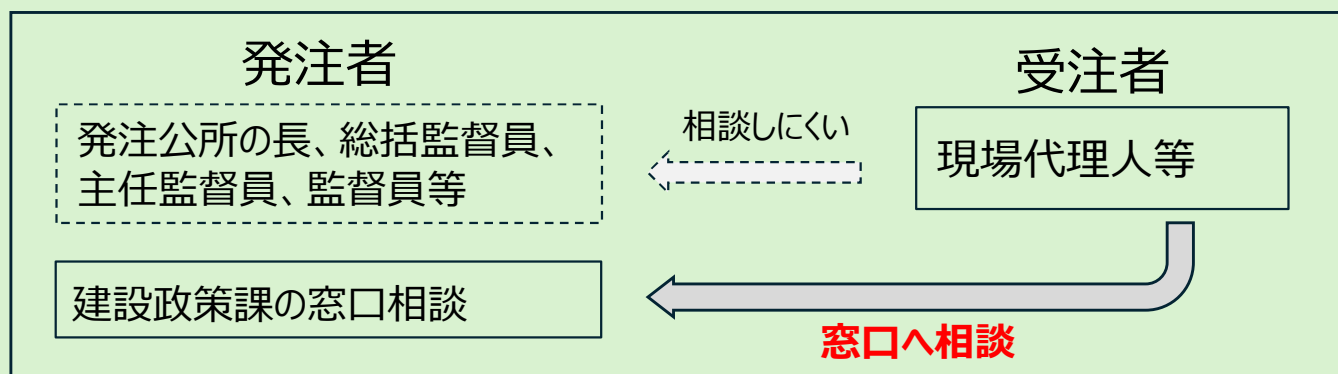 発注者
受注者
発注公所の長、総括監督員、
主任監督員、監督員等
相談しにくい
現場代理人等
建設政策課の窓口相談
窓口へ相談